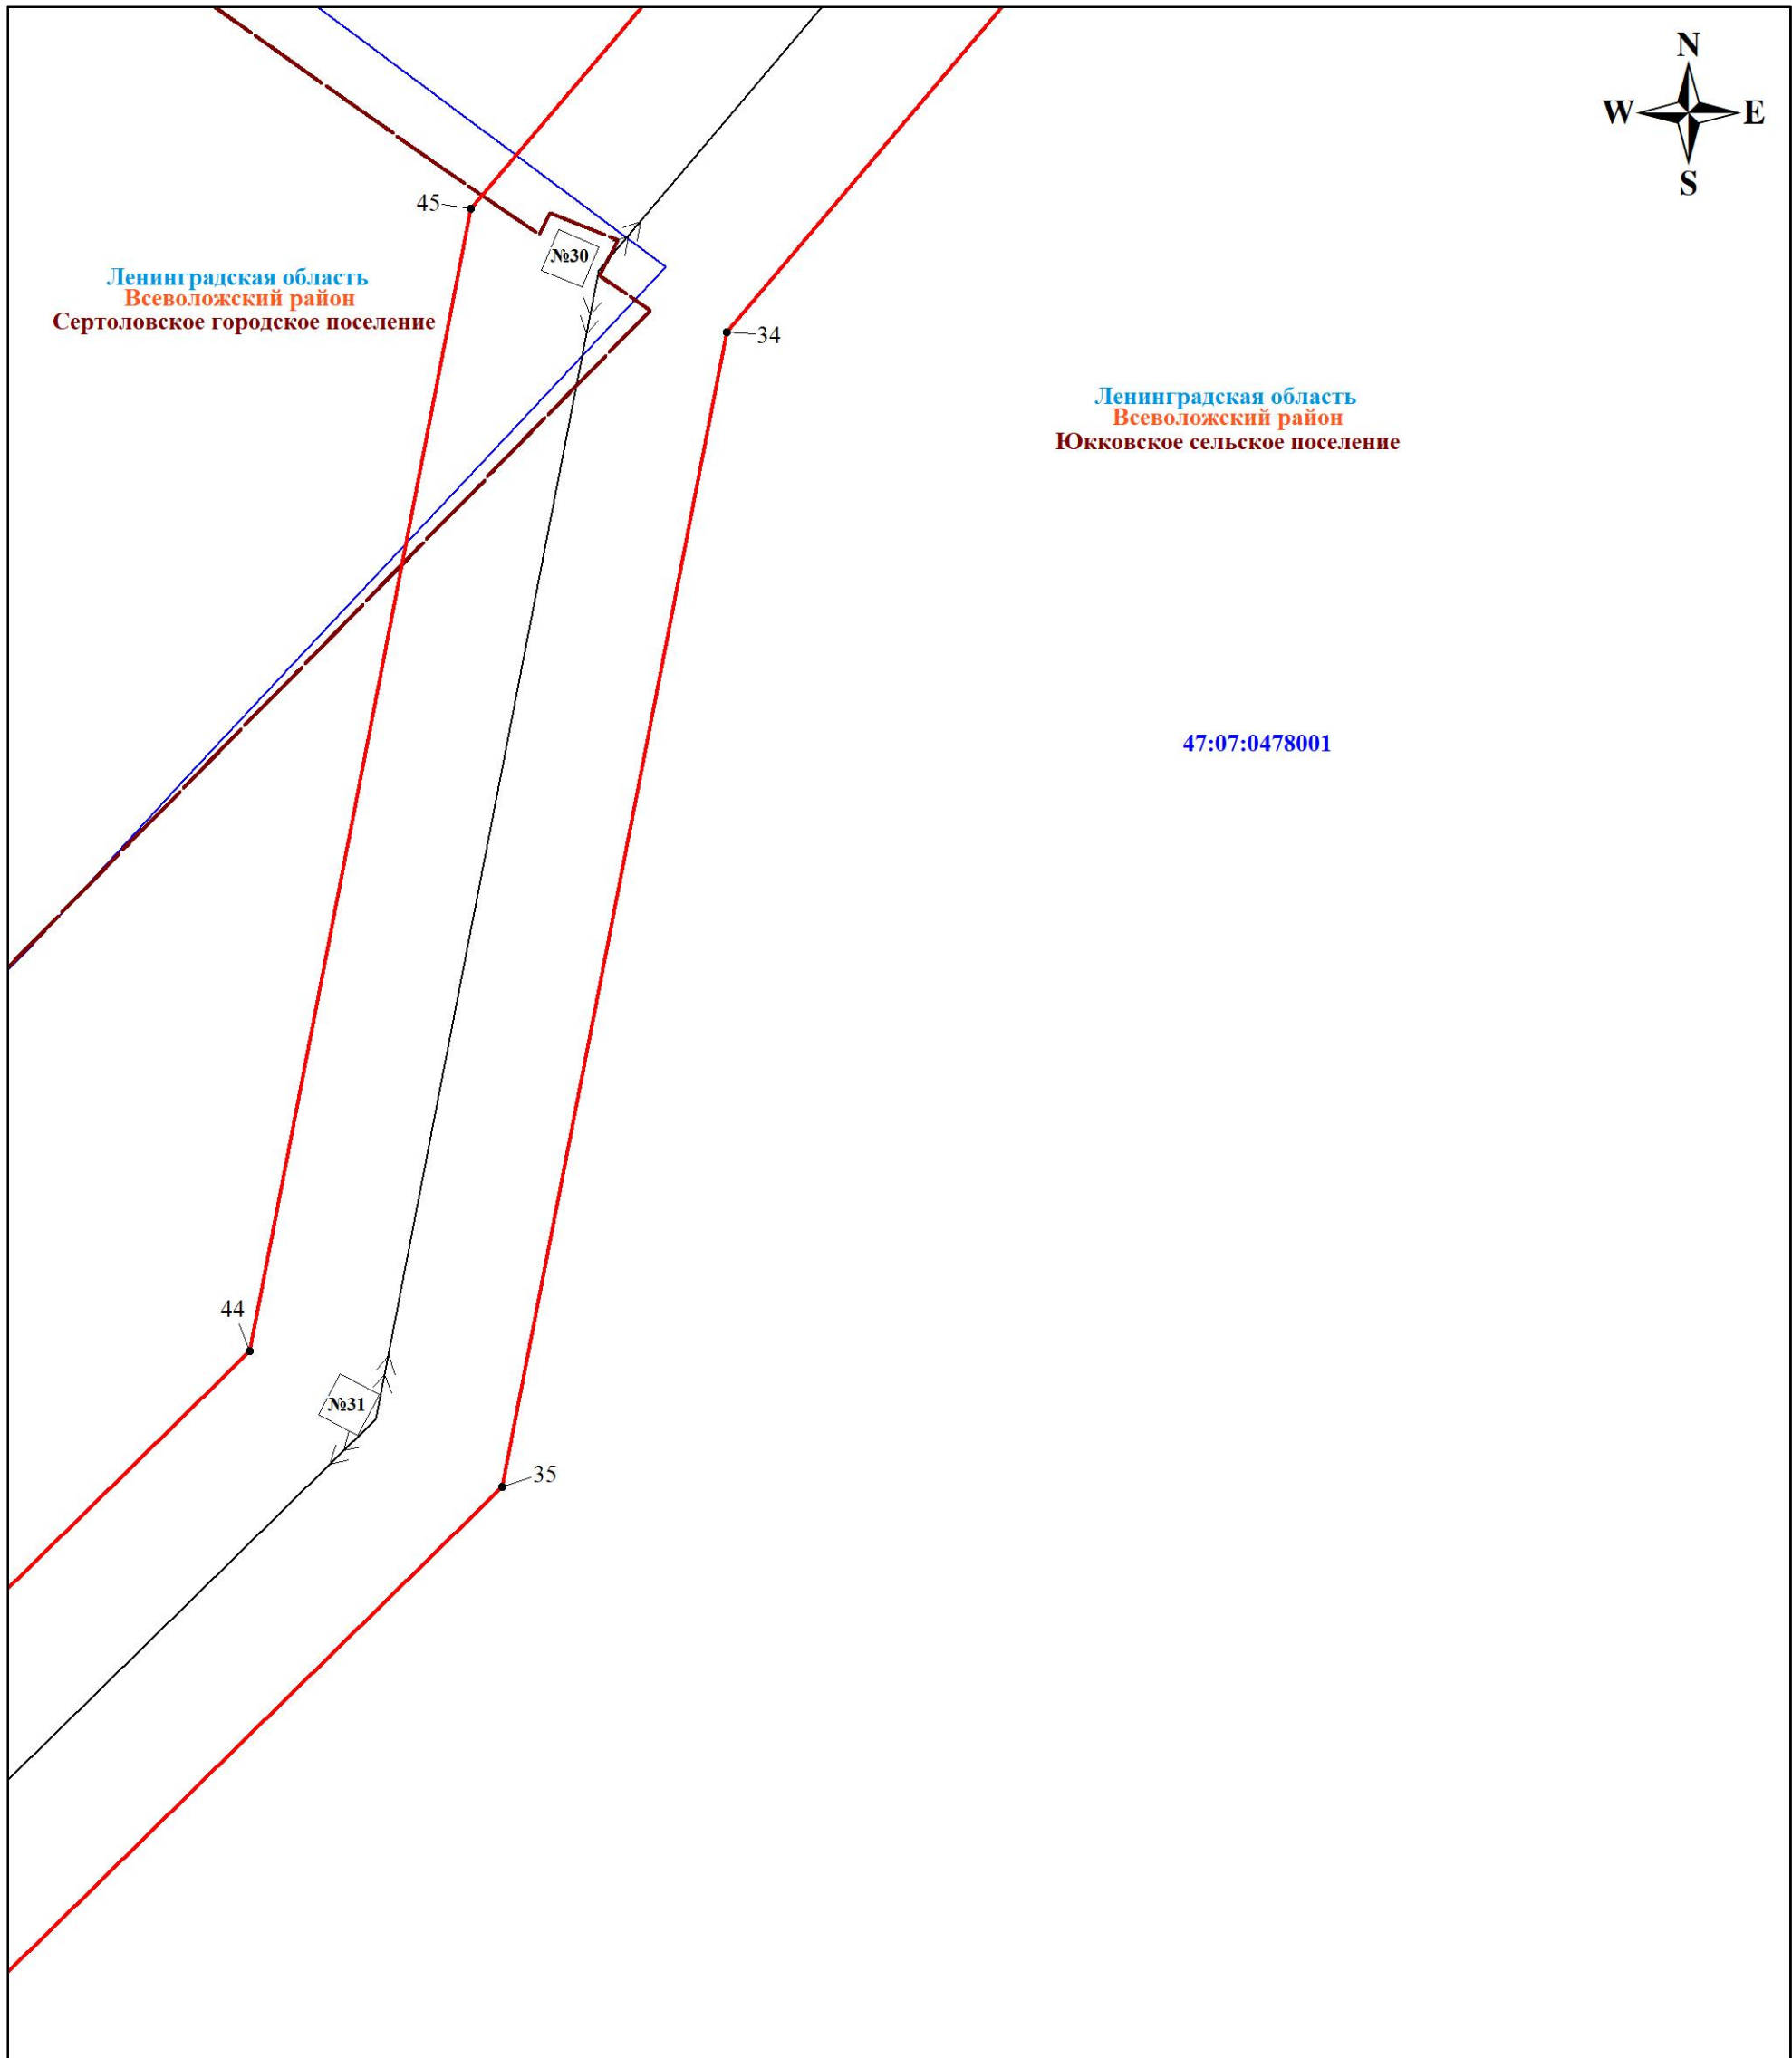 N
W E
S
45
№30
Ленинградская область
Всеволожский район
Сертоловское городское поселение
34
Ленинградская область
Всеволожский район
Юкковское сельское поселение
47:07:0478001
44
№31
35